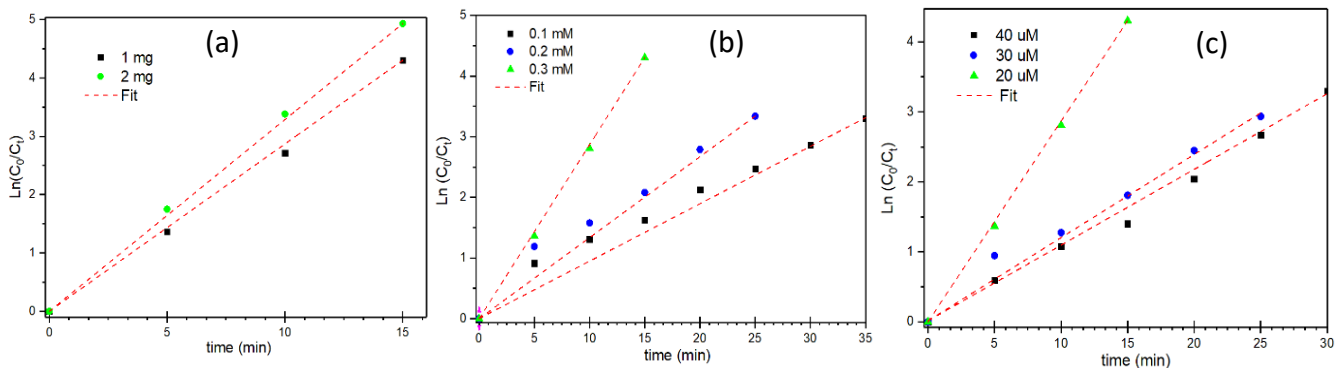 (a)
1 mg
2 mg
Fit
Ln(C₀/Cₜ)
5
4
3
2
1
0
0
5
10
15
time (min)
(b)
0.1 mM
0.2 mM
0.3 mM
Fit
Ln (C₀/Cₜ)
5
4
3
2
1
0
0
5
10
15
20
25
30
35
time (min)
(c)
40 uM
30 uM
20 uM
Fit
Ln (C₀/Cₜ)
4
3
2
1
0
0
5
10
15
20
25
30
time (min)